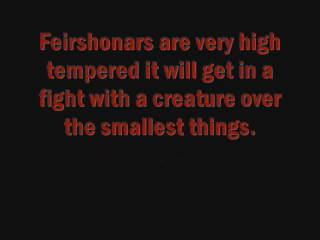 Feirshonars are very high
tempered it will get in a
fight with a creature over
the smallest things.